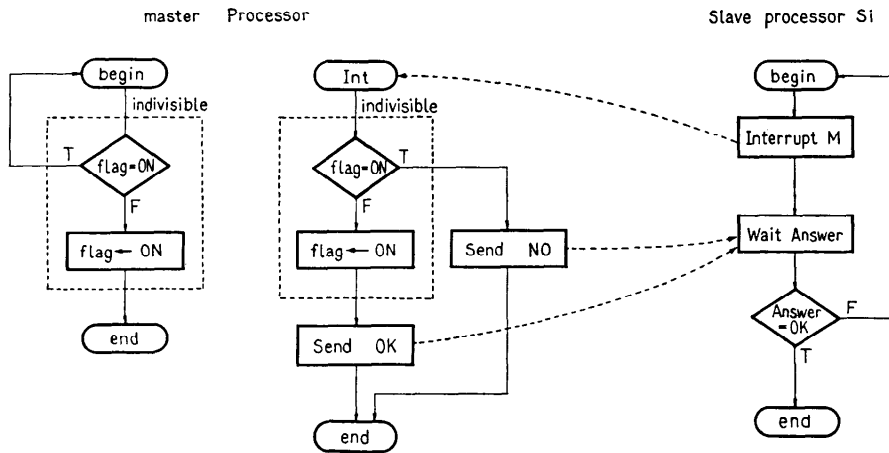 master Processor
Slave processor Si
begin
indivisible
T
flag=ON
F
flag← ON
end
Int
indivisible
flag=ON
T
F
flag← ON
Send NO
Send OK
end
begin
Interrupt M
Wait Answer
Answer
=OK
F
T
end